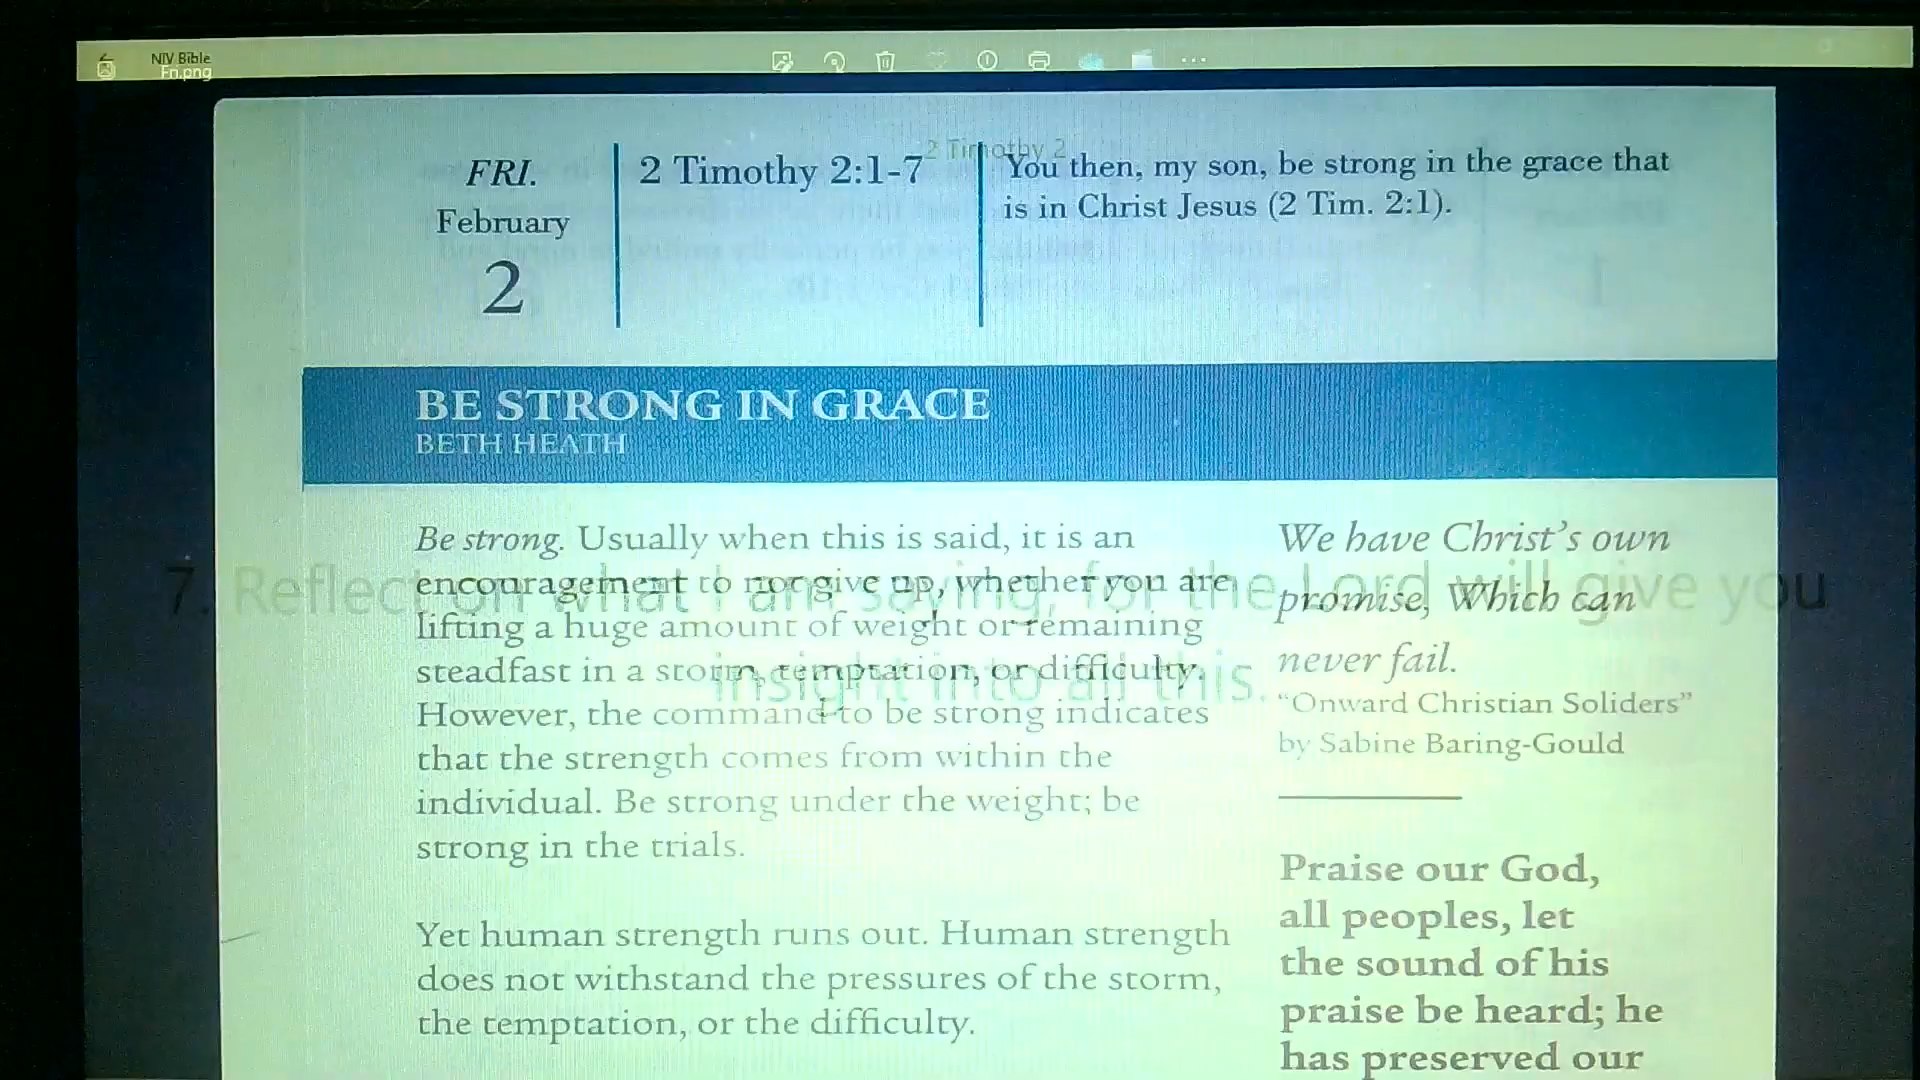 NIV Bible
Fri.png
FRI.
February
2
2 Timothy 2:1-7
2 Timothy 2
You then, my son, be strong in the grace that
is in Christ Jesus (2 Tim. 2:1).
BE STRONG IN GRACE
BETH HEATH
Be strong. Usually when this is said, it is an
encouragement to not give up, whether you are
lifting a huge amount of weight or remaining
steadfast in a storm, temptation, or difficulty.
However, the command to be strong indicates
that the strength comes from within the
individual. Be strong under the weight; be
strong in the trials.
Yet human strength runs out. Human strength
does not withstand the pressures of the storm,
the temptation, or the difficulty.
7. Reflect on what I am saying, for the Lord will give you
insight into all this.
We have Christ's own
promise, Which can
never fail.
“Onward Christian Soliders”
by Sabine Baring-Gould
Praise our God,
all peoples, let
the sound of his
praise be heard; he
has preserved our